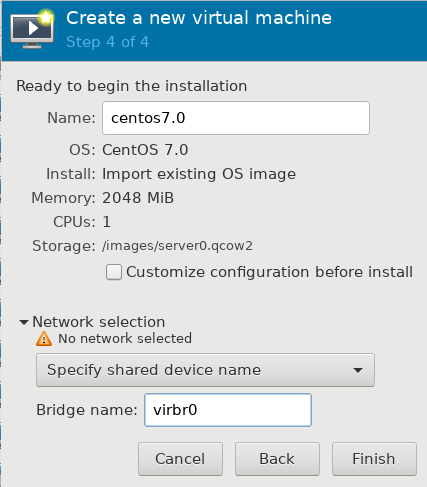 Create a new virtual machine
Step 4 of 4
Ready to begin the installation
Name: centos7.0
OS: CentOS 7.0
Install: Import existing OS image
Memory: 2048 MiB
CPUs: 1
Storage: /images/server0.qcow2
Customize configuration before install
Network selection
No network selected
Specify shared device name
Bridge name: virbr0
Cancel Back Finish